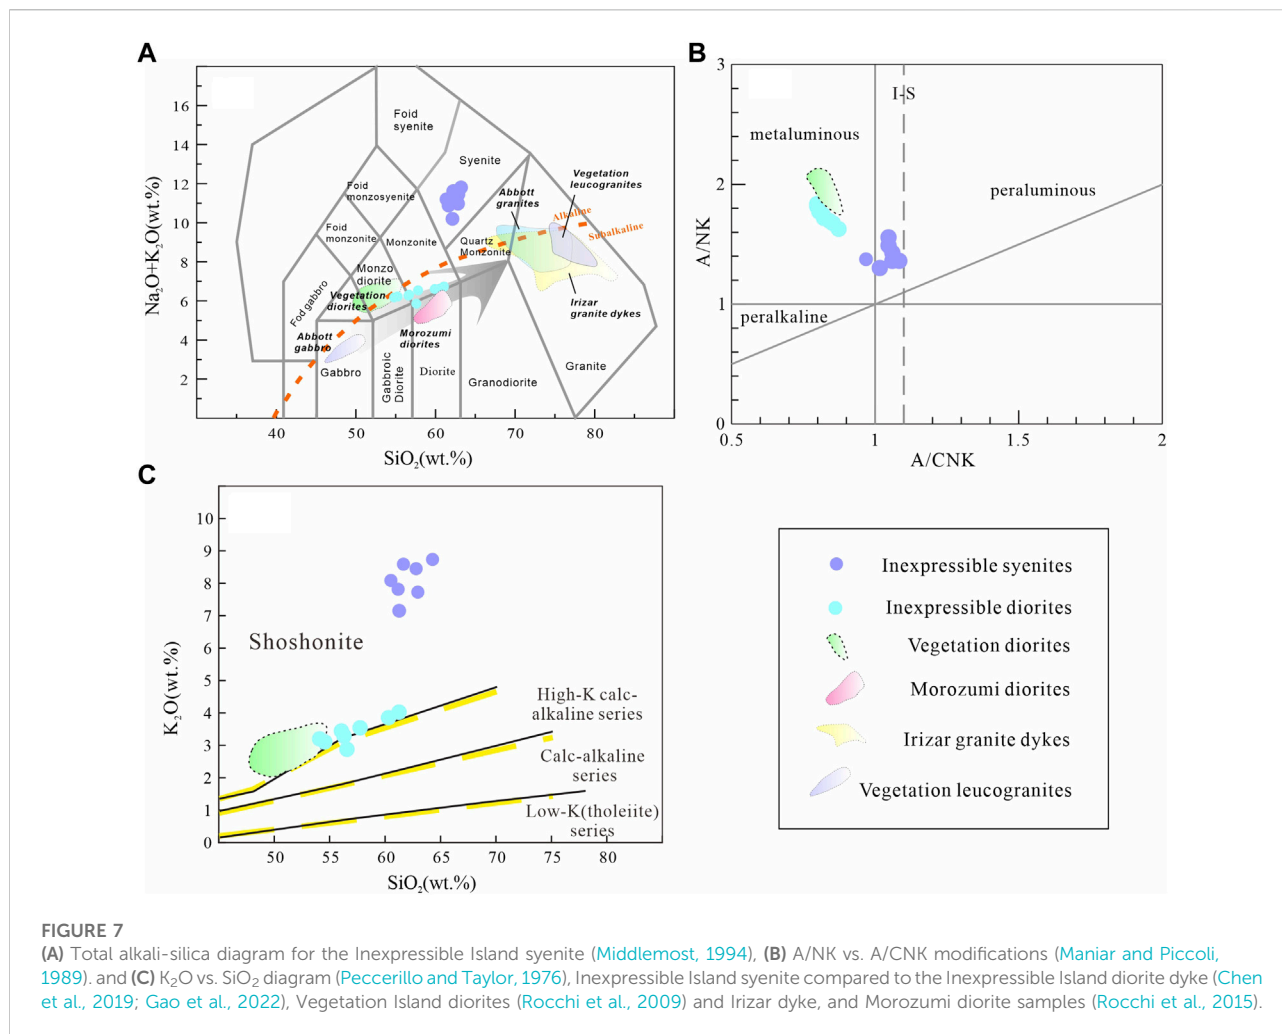 A
Na₂O+K₂O(wt.%)
16
14
12
10
8
6
4
2
40
50
60
70
80
SiO₂(wt.%)
Foid
syenite
Syenite
Foid
monzosyenite
Foid
monzonite
Monzonite
Quartz
Monzonite
Monzo
diorite
Fod gabbro
Gabbro
Gabbroic
Diorite
Diorite
Granodiorite
Granite
Vegetation
leucogranites
Abbott
granites
Alkaline
Subalkaline
Irizar
granite dykes
Vegetation
diorites
Abbott
gabbro
Morozumi
diorites
B
A/NK
3
2
1
0
0.5
1
1.5
2
A/CNK
I-S
metaluminous
peraluminous
peralkaline
C
K₂O(wt.%)
10
9
8
7
6
5
4
3
2
1
0
50
55
60
65
70
75
80
SiO₂(wt.%)
Shoshonite
High-K calc-
alkaline series
Calc-alkaline
series
Low-K(tholeiite)
series
Inexpressible syenites
Inexpressible diorites
Vegetation diorites
Morozumi diorites
Irizar granite dykes
Vegetation leucogranites
FIGURE 7
(A) Total alkali-silica diagram for the Inexpressible Island syenite (Middlemost, 1994), (B) A/NK vs. A/CNK modifications (Maniar and Piccoli,
1989). and (C) K₂O vs. SiO₂ diagram (Peccerillo and Taylor, 1976), Inexpressible Island syenite compared to the Inexpressible Island diorite dyke (Chen
et al., 2019; Gao et al., 2022), Vegetation Island diorites (Rocchi et al., 2009) and Irizar dyke, and Morozumi diorite samples (Rocchi et al., 2015).